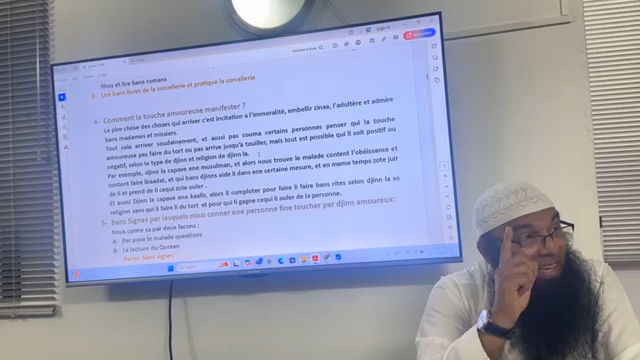 films et lire bans romans
6- Lire bans livres de la sorcellerie et pratique la sorcellerie
4- Comment la touche amoureuse manifester ?
Le pire chose des choses qui arriver c'est incitation a l'immoralité, embellir zinaa, l'adultère et admire
bans madames et missiers.
Tout sala arriver soudainement, et aussi pas couma certains personnes penser qui la touche
amoureuse pas faire du tort ou pas arrive jusqu'à touiller, mais tout est possible qui li soit positif ou
négatif, selon le type de djinn et religion de djinn la.
Par exemple, djinn la capave ene musulman, et alors nous trouve le malade content l'obéissance et
content faire ibaadat, et qui bans djinns aide li dans ene certaine mesure, et en meme temps zote juir
de li et prend de li cequi zote ouler .
Et aussi Djinn la capave ene kaafir, alors il comploter pour faire li faire bans rites selon djinn la so
religion sans qui li faire li du tort et pour qui li gagne cequi li ouler de la personne.
5- Bans Signes par lesquels nous conner ene personne fine toucher par djinn amoureux:
Nous conne sa par deux facons :
A- Par pose le malade questions
B- La lecture du Quraan
Parmi bans signes: